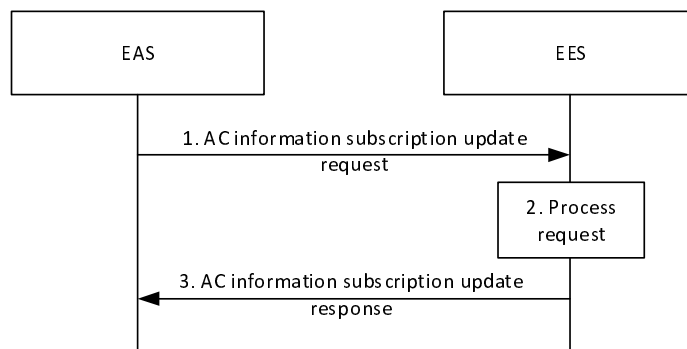 EAS
EES
1. AC information subscription update
request
2. Process
request
3. AC information subscription update
response